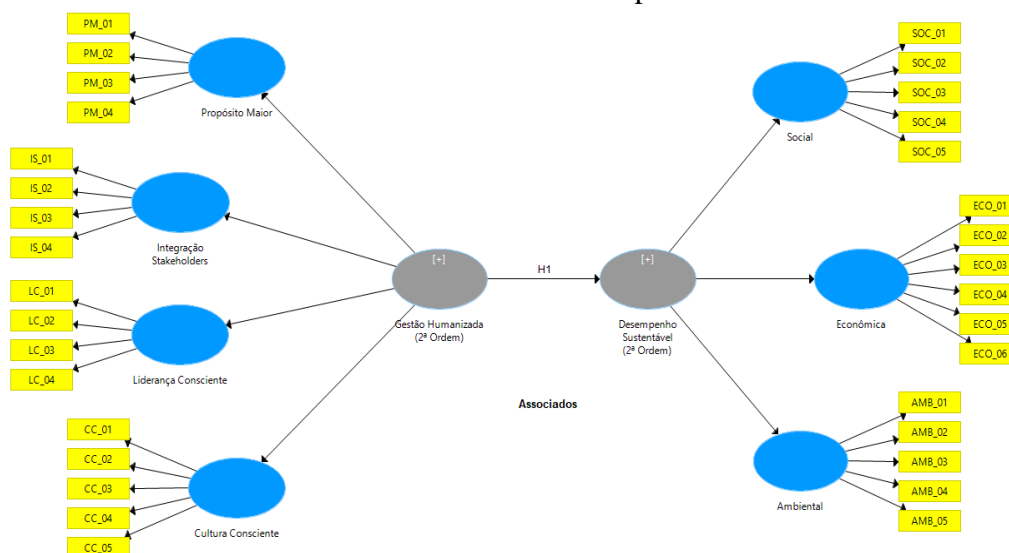 PM_01
PM_02
PM_03
PM_04
Propósito Maior
IS_01
IS_02
IS_03
IS_04
Integração
Stakeholders
LC_01
LC_02
LC_03
LC_04
Liderança Consciente
CC_01
CC_02
CC_03
CC_04
CC_05
Cultura Consciente
[+]
Gestão Humanizada
(2ª Ordem)
H1
[+]
Desempenho
Sustentável
(2ª Ordem)
Associados
SOC_01
SOC_02
SOC_03
SOC_04
SOC_05
Social
ECO_01
ECO_02
ECO_03
ECO_04
ECO_05
ECO_06
Económica
AMB_01
AMB_02
AMB_03
AMB_04
AMB_05
Ambiental